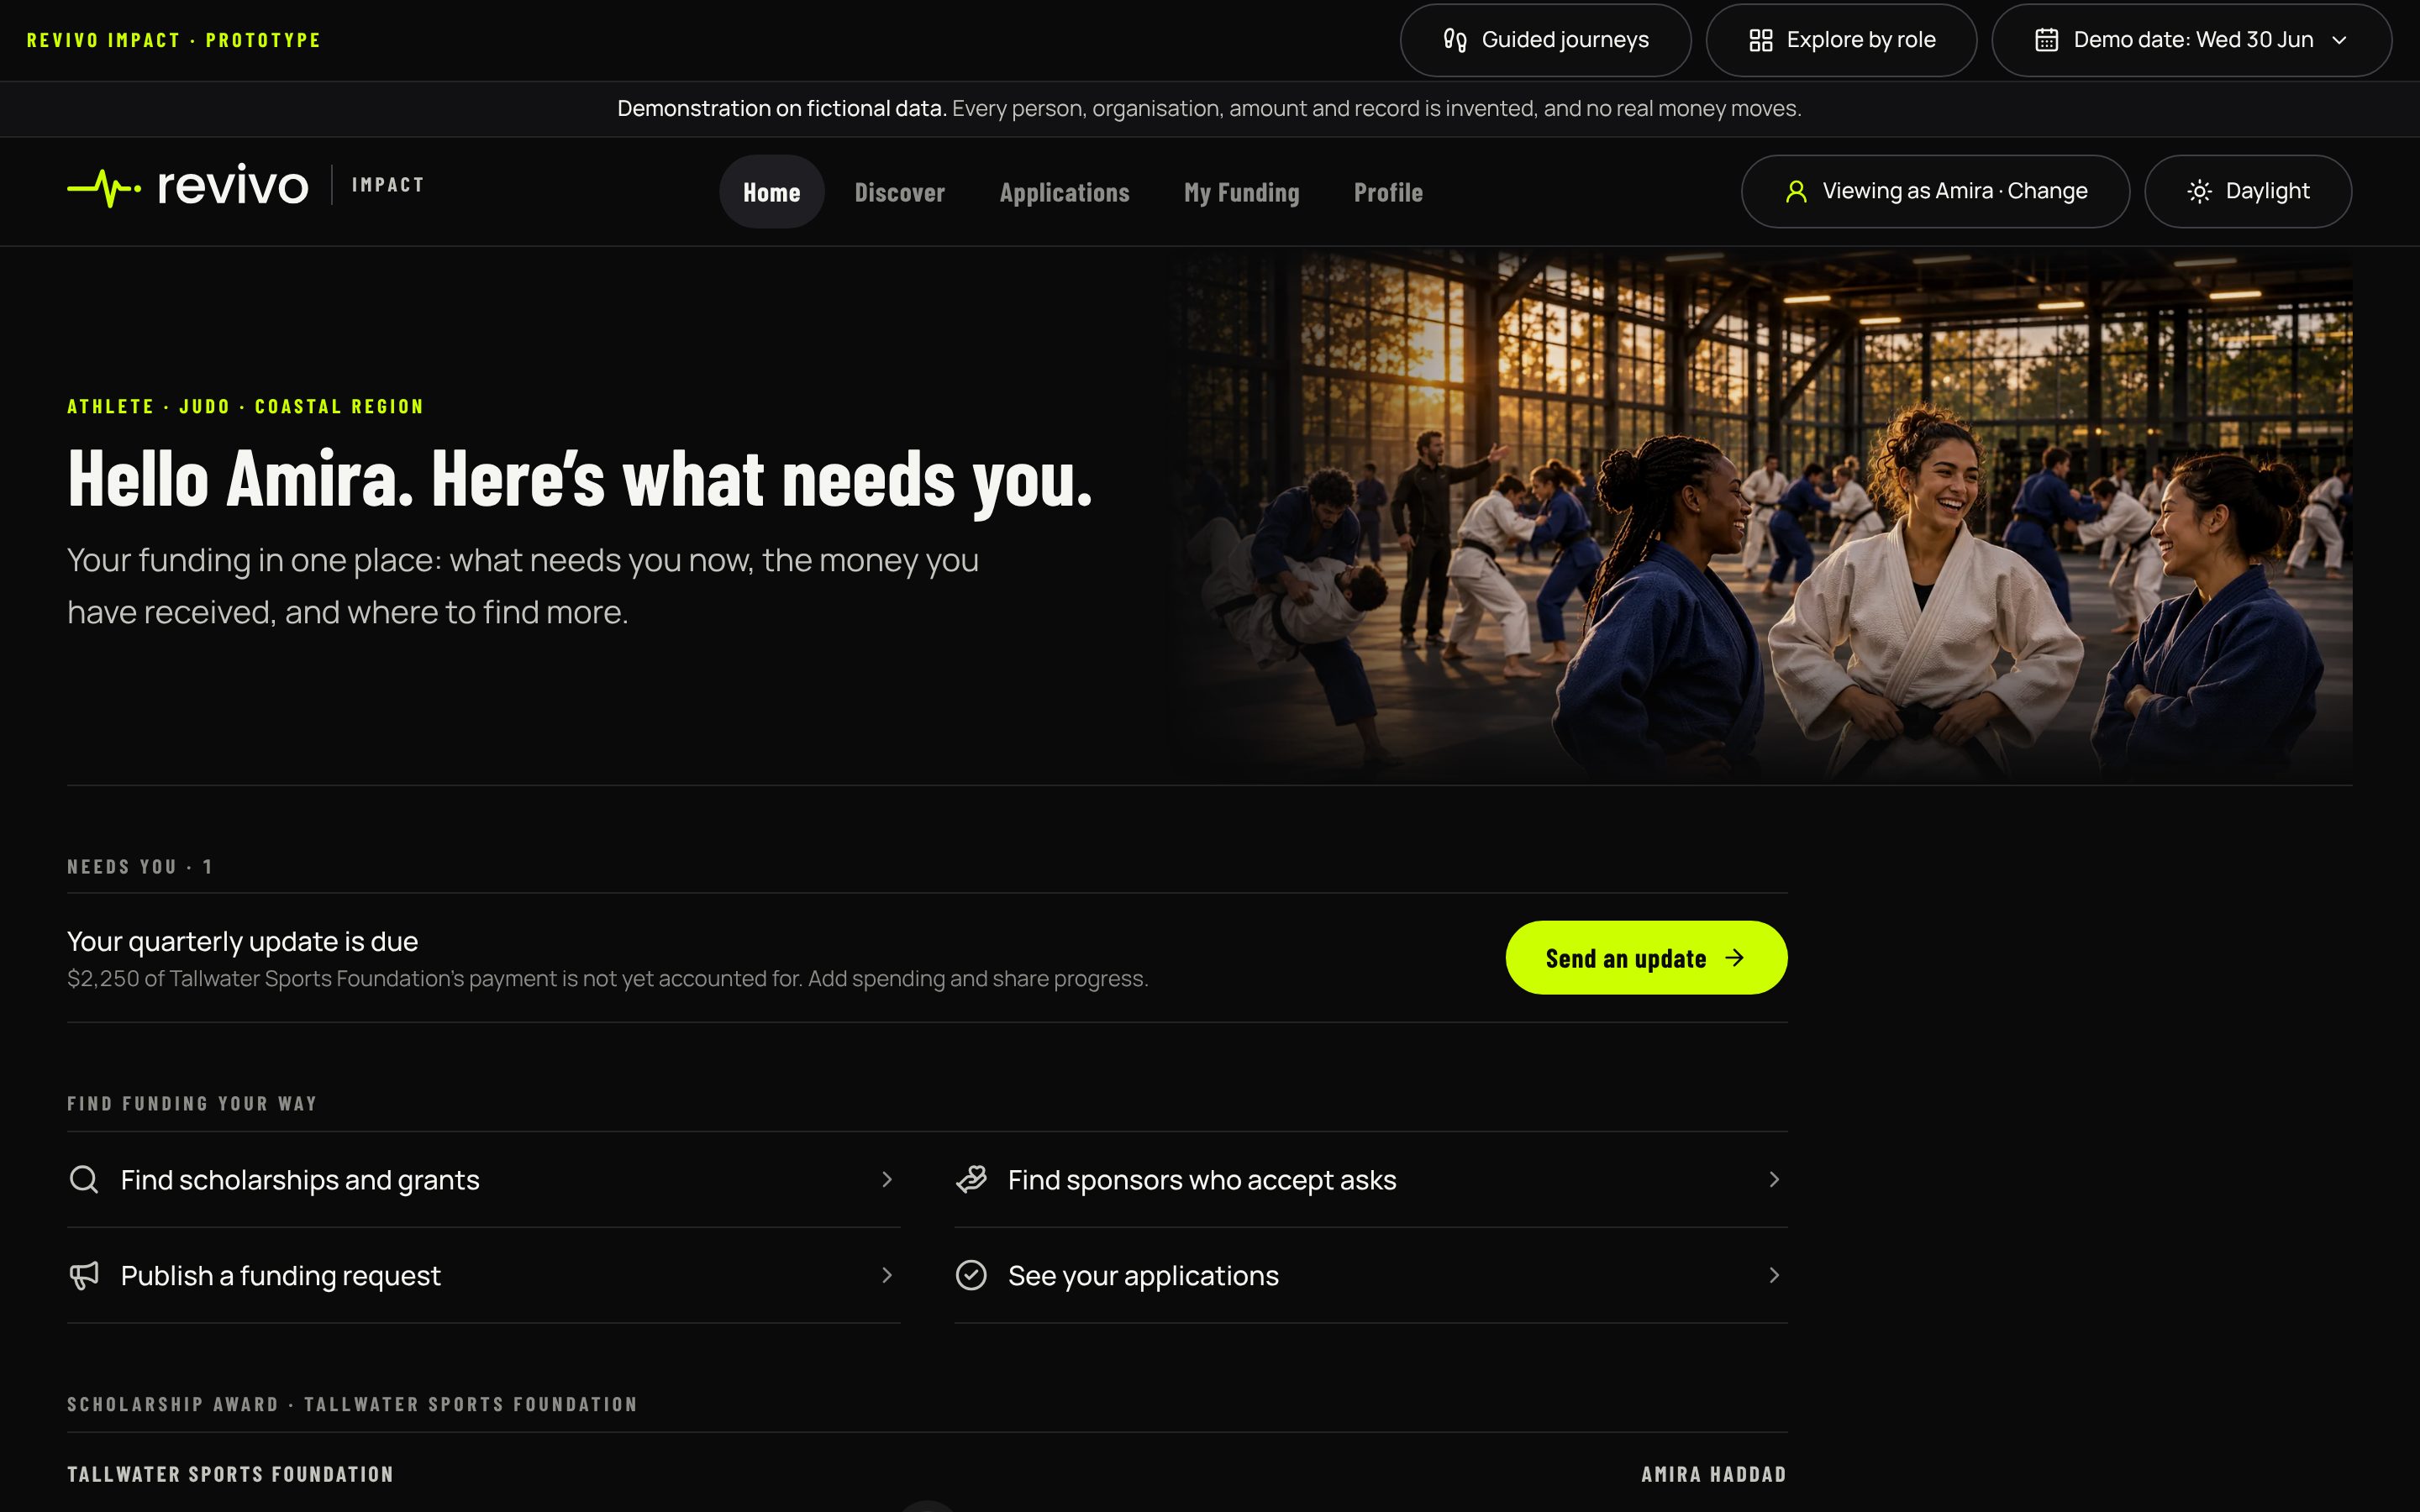 REVIVO IMPACT · PROTOTYPE
Guided journeys
Explore by role
Demo date: Wed 30 Jun
Demonstration on fictional data. Every person, organisation, amount and record is invented, and no real money moves.
revivo
IMPACT
Home
Discover
Applications
My Funding
Profile
Viewing as Amira · Change
Daylight
ATHLETE · JUDO · COASTAL REGION
Hello Amira. Here’s what needs you.
Your funding in one place: what needs you now, the money you
have received, and where to find more.
NEEDS YOU · 1
Your quarterly update is due
$2,250 of Tallwater Sports Foundation’s payment is not yet accounted for. Add spending and share progress.
Send an update
FIND FUNDING YOUR WAY
Find scholarships and grants
Find sponsors who accept asks
Publish a funding request
See your applications
SCHOLARSHIP AWARD · TALLWATER SPORTS FOUNDATION
TALLWATER SPORTS FOUNDATION
AMIRA HADDAD